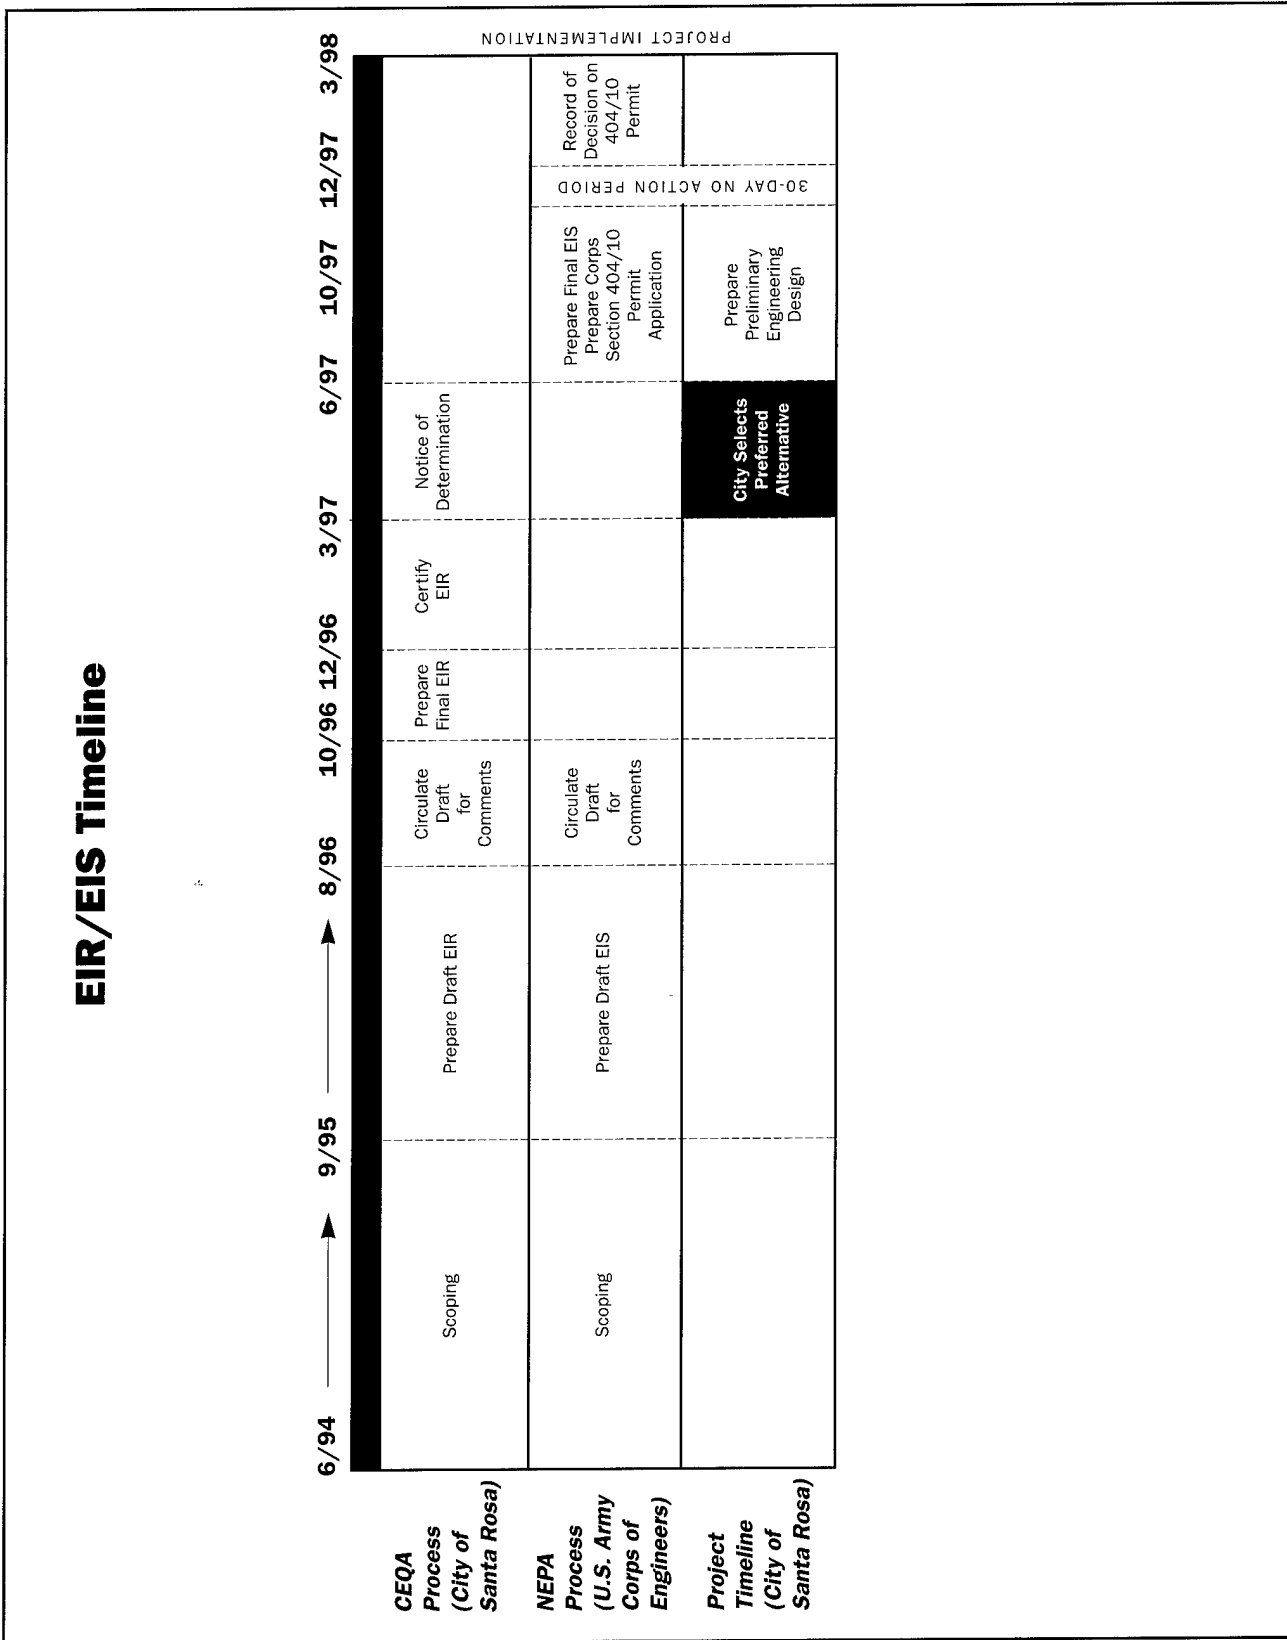 EIR/EIS Timeline
6/94
9/95
8/96
10/96
12/96
3/97
6/97
10/97
12/97
3/98
CEQA
Process
(City of
Santa Rosa)
Scoping
Prepare Draft EIR
Circulate
Draft
for
Comments
Prepare
Final EIR
Certify
EIR
Notice of
Determination
NEPA
Process
(U.S. Army
Corps of
Engineers)
Scoping
Prepare Draft EIS
Circulate
Draft
for
Comments
Prepare Final EIS
Prepare Corps
Section 404/10
Permit
Application
30-DAY NO ACTION PERIOD
Record of
Decision on
404/10
Permit
Project
Timeline
(City of
Santa Rosa)
City Selects
Preferred
Alternative
Prepare
Preliminary
Engineering
Design
PROJECT IMPLEMENTATION